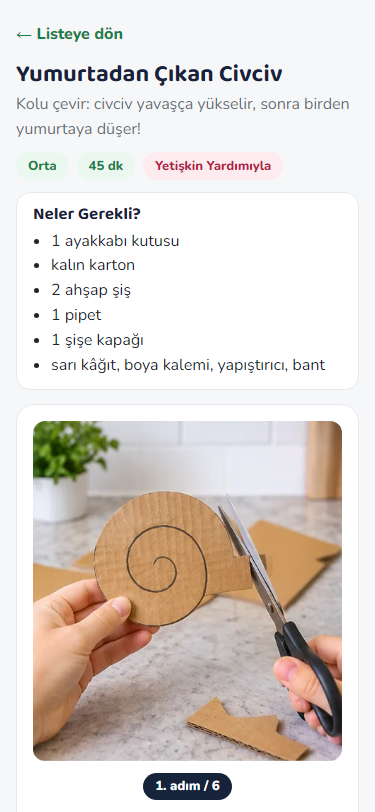 ← Listeye dön
Yumurtadan Çıkan Civciv
Kolu çevir: civciv yavaşça yükselir, sonra birden
yumurtaya düşer!
Orta
45 dk
Yetişkin Yardımıyla
Neler Gerekli?
• 1 ayakkabı kutusu
• kalın karton
• 2 ahşap şiş
• 1 pipet
• 1 şişe kapağı
• sarı kâğıt, boya kalemi, yapıştırıcı, bant
1. adım / 6